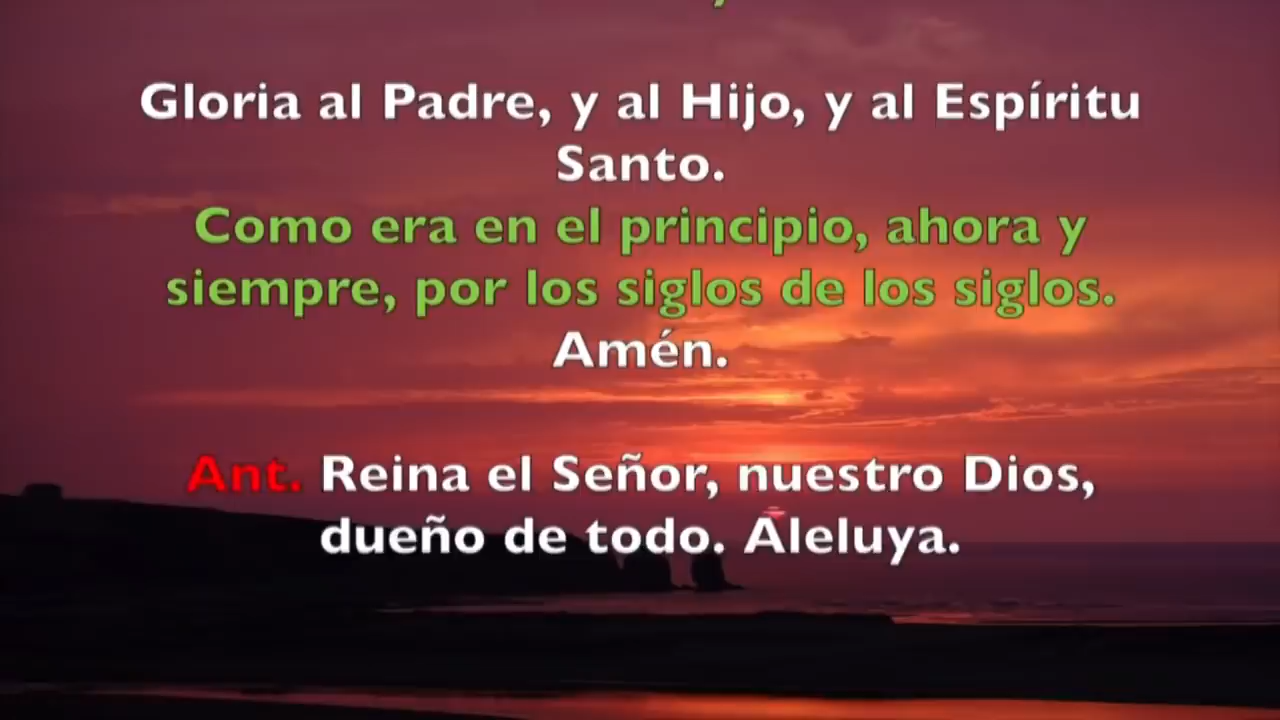 Gloria al Padre, y al Hijo, y al Espíritu
Santo.
Como era en el principio, ahora y
siempre, por los siglos de los siglos.
Amén.
Ant. Reina el Señor, nuestro Dios,
dueño de todo. Aleluya.